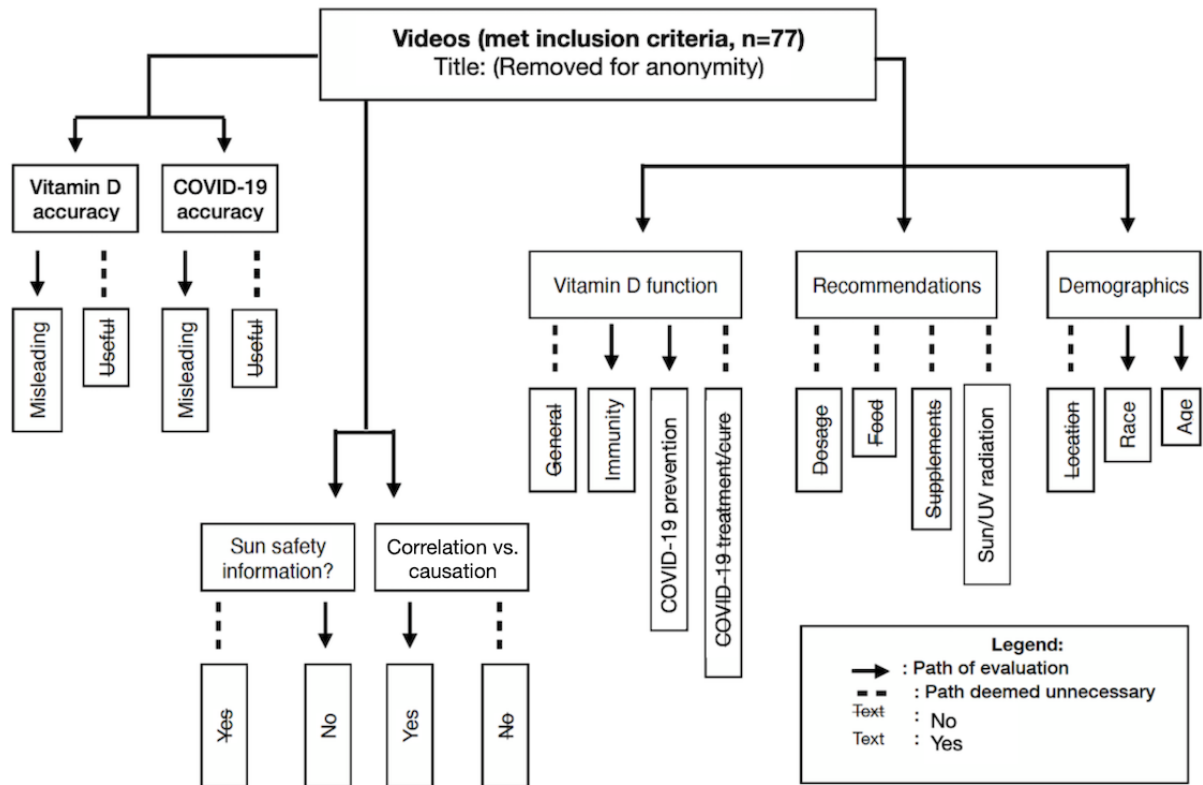 Videos (met inclusion criteria, n=77)
Title: (Removed for anonymity)
Vitamin D
accuracy
COVID-19
accuracy
Misleading
Useful
Misleading
Useful
Vitamin D function
Recommendations
Demographics
General
Immunity
COVID-19 prevention
COVID-19 treatment/cure
Dosage
Food
Supplements
Sun/UV radiation
Location
Race
Age
Sun safety
information?
Correlation vs.
causation
Yes
No
Yes
No
Legend:
: Path of evaluation
: Path deemed unnecessary
Text : No
Text : Yes